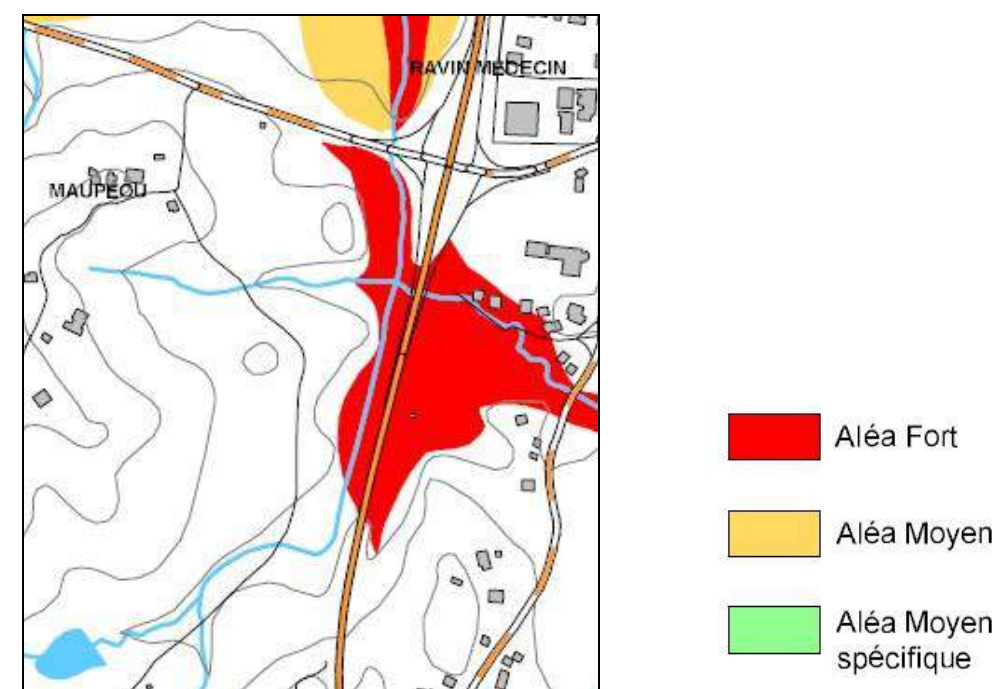 RAVIN MEDECIN
MAUPEOU
Aléa Fort
Aléa Moyen
Aléa Moyen
spécifique